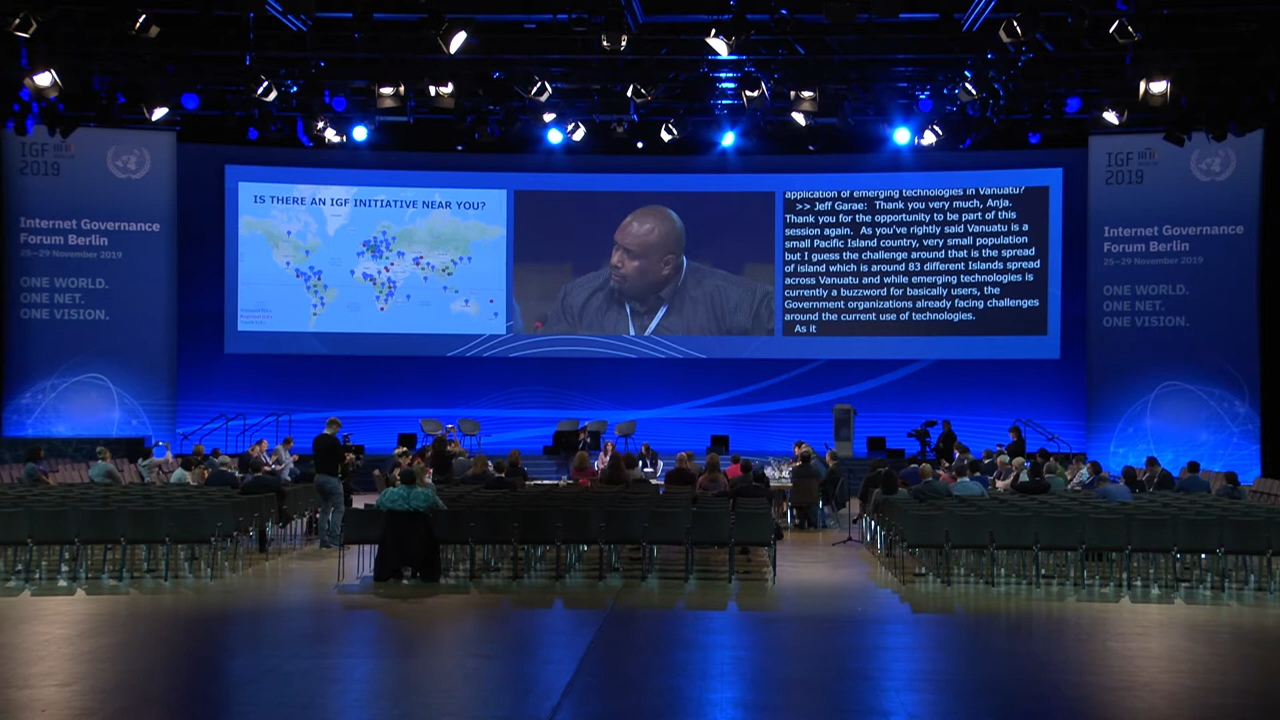 IGF
2019
Internet Governance
Forum Berlin
25–29 November 2019
ONE WORLD.
ONE NET.
ONE VISION.
IS THERE AN IGF INITIATIVE NEAR YOU?
application of emerging technologies in Vanuatu?
>> Jeff Garae:  Thank you very much, Anja.
Thank you for the opportunity to be part of this
session again.  As you've rightly said Vanuatu is a
small Pacific Island country, very small population
but I guess the challenge around that is the spread
of island which is around 83 different Islands spread
across Vanuatu and while emerging technologies is
currently a buzzword for basically users, the
Government organizations already facing challenges
around the current use of technologies.
As it
IGF
2019
Internet Governance
Forum Berlin
25–29 November 2019
ONE WORLD.
ONE NET.
ONE VISION.